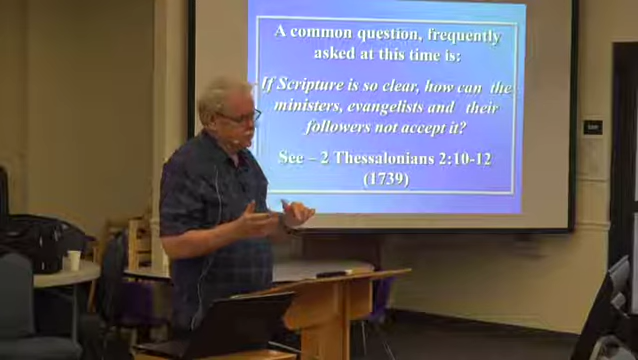 A common question, frequently
asked at this time is:
If Scripture is so clear, how can the
ministers, evangelists and their
followers not accept it?
See – 2 Thessalonians 2:10-12
(1739)